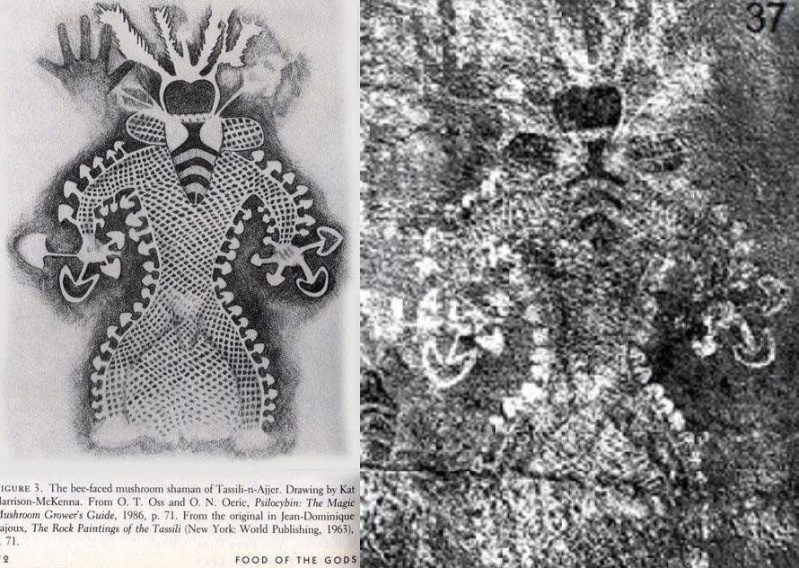 37
IGURE 3. The bee-faced mushroom shaman of Tassili-n-Ajjer. Drawing by Kat
arrison-McKenna. From O. T. Oss and O. N. Oeric, Psilocybin: The Magic
ushroom Grower's Guide, 1986, p. 71. From the original in Jean-Dominique
ajoux, The Rock Paintings of the Tassili (New York: World Publishing, 1963),
. 71.
2 FOOD OF THE GODS